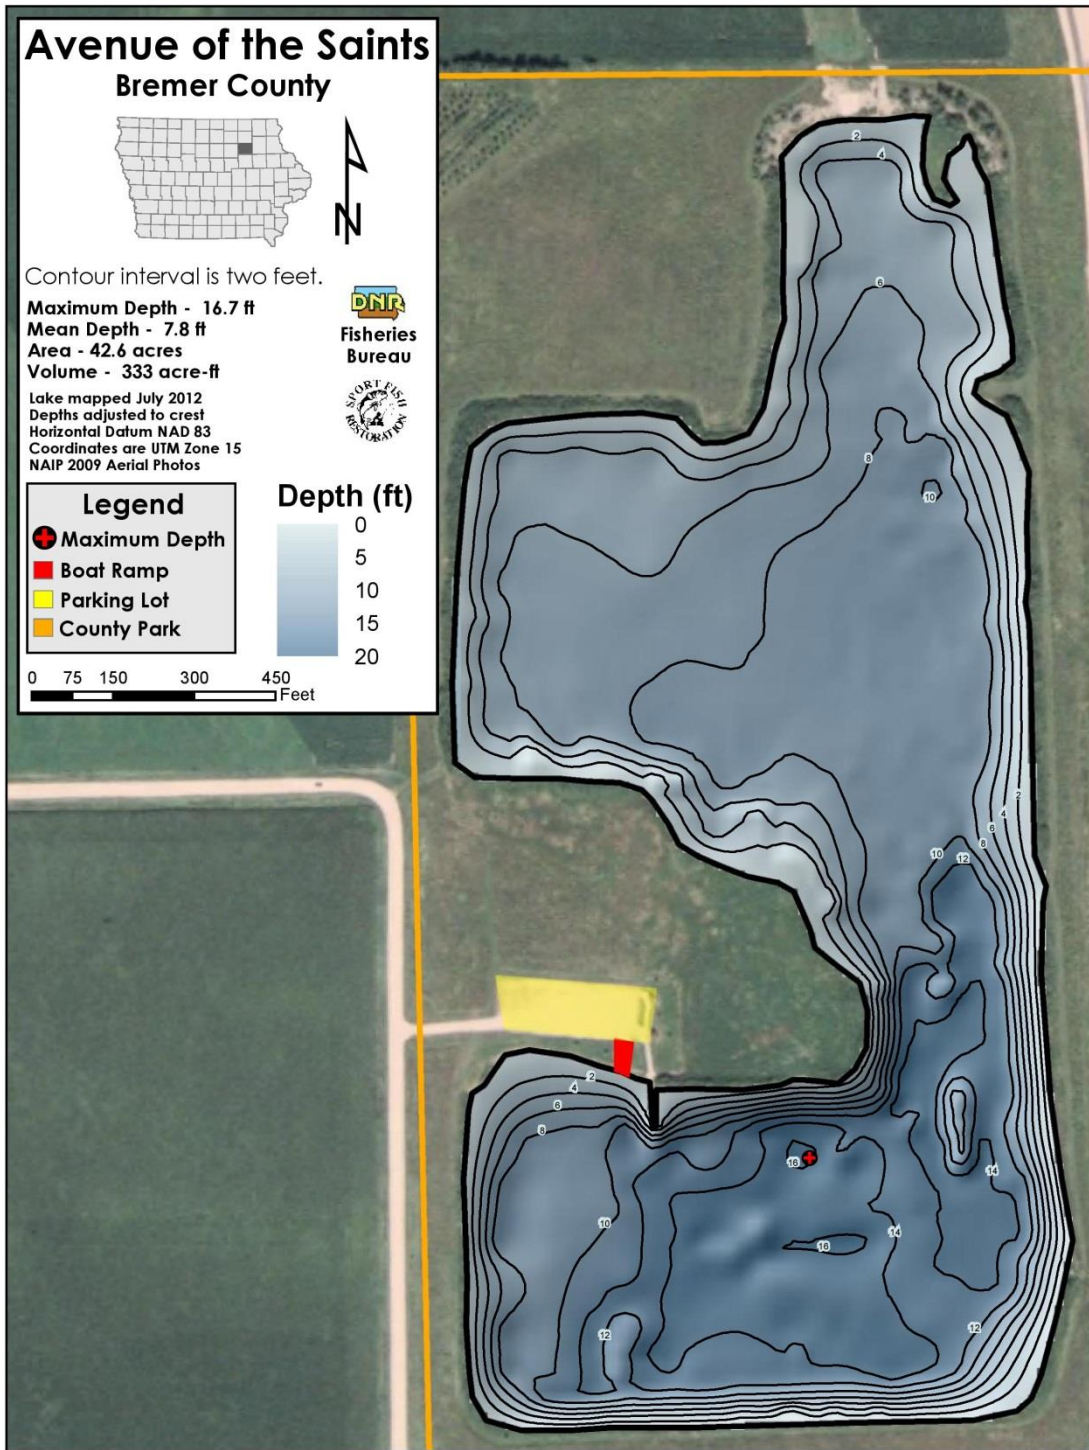 Avenue of the Saints
Bremer County
N
Contour interval is two feet.
Maximum Depth - 16.7 ft
Mean Depth - 7.8 ft
Area - 42.6 acres
Volume - 333 acre-ft
DNR
Fisheries
Bureau
Lake mapped July 2012
Depths adjusted to crest
Horizontal Datum NAD 83
Coordinates are UTM Zone 15
NAIP 2009 Aerial Photos
SPORT FISH
RESTORATION
Legend
Maximum Depth
Boat Ramp
Parking Lot
County Park
Depth (ft)
0
5
10
15
20
0 75 150 300 450
Feet
2
4
6
8
10
2
4
6
8
10
12
2
4
6
8
16
14
10
14
16
12
12